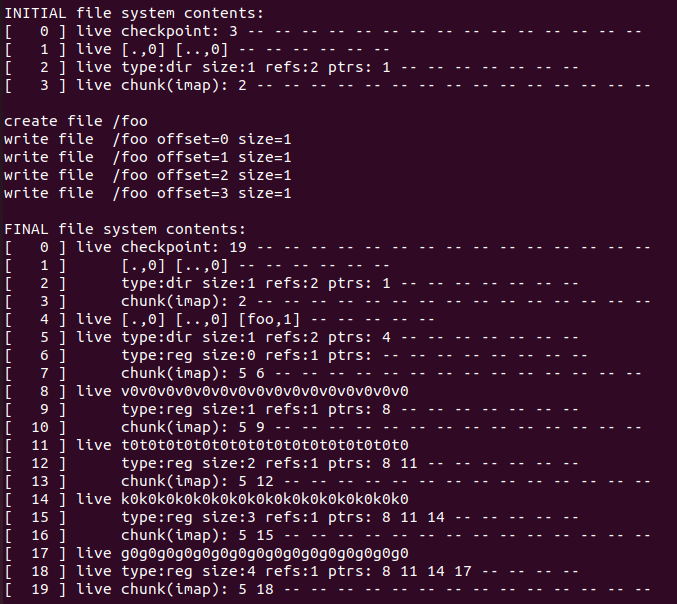 INITIAL file system contents:
[   0 ] live checkpoint: 3 -- -- -- -- -- -- -- -- -- -- -- -- -- -- --
[   1 ] live [.,0] [..,0] -- -- -- -- -- --
[   2 ] live type:dir size:1 refs:2 ptrs: 1 -- -- -- -- -- -- --
[   3 ] live chunk(imap): 2 -- -- -- -- -- -- -- -- -- -- -- -- -- -- --
create file /foo
write file  /foo offset=0 size=1
write file  /foo offset=1 size=1
write file  /foo offset=2 size=1
write file  /foo offset=3 size=1
FINAL file system contents:
[   0 ] live checkpoint: 19 -- -- -- -- -- -- -- -- -- -- -- -- -- -- --
[   1 ]      [.,0] [..,0] -- -- -- -- -- --
[   2 ]      type:dir size:1 refs:2 ptrs: 1 -- -- -- -- -- -- --
[   3 ]      chunk(imap): 2 -- -- -- -- -- -- -- -- -- -- -- -- -- -- --
[   4 ] live [.,0] [..,0] [foo,1] -- -- -- -- --
[   5 ] live type:dir size:1 refs:2 ptrs: 4 -- -- -- -- -- -- --
[   6 ]      type:reg size:0 refs:1 ptrs: -- -- -- -- -- -- -- --
[   7 ]      chunk(imap): 5 6 -- -- -- -- -- -- -- -- -- -- -- -- -- --
[   8 ] live v0v0v0v0v0v0v0v0v0v0v0v0v0v0v0v0
[   9 ]      type:reg size:1 refs:1 ptrs: 8 -- -- -- -- -- -- --
[  10 ]      chunk(imap): 5 9 -- -- -- -- -- -- -- -- -- -- -- -- -- --
[  11 ] live t0t0t0t0t0t0t0t0t0t0t0t0t0t0t0t0
[  12 ]      type:reg size:2 refs:1 ptrs: 8 11 -- -- -- -- -- --
[  13 ]      chunk(imap): 5 12 -- -- -- -- -- -- -- -- -- -- -- -- -- --
[  14 ] live k0k0k0k0k0k0k0k0k0k0k0k0k0k0k0k0
[  15 ]      type:reg size:3 refs:1 ptrs: 8 11 14 -- -- -- -- --
[  16 ]      chunk(imap): 5 15 -- -- -- -- -- -- -- -- -- -- -- -- -- --
[  17 ] live g0g0g0g0g0g0g0g0g0g0g0g0g0g0g0g0
[  18 ] live type:reg size:4 refs:1 ptrs: 8 11 14 17 -- -- -- --
[  19 ] live chunk(imap): 5 18 -- -- -- -- -- -- -- -- -- -- -- -- -- --